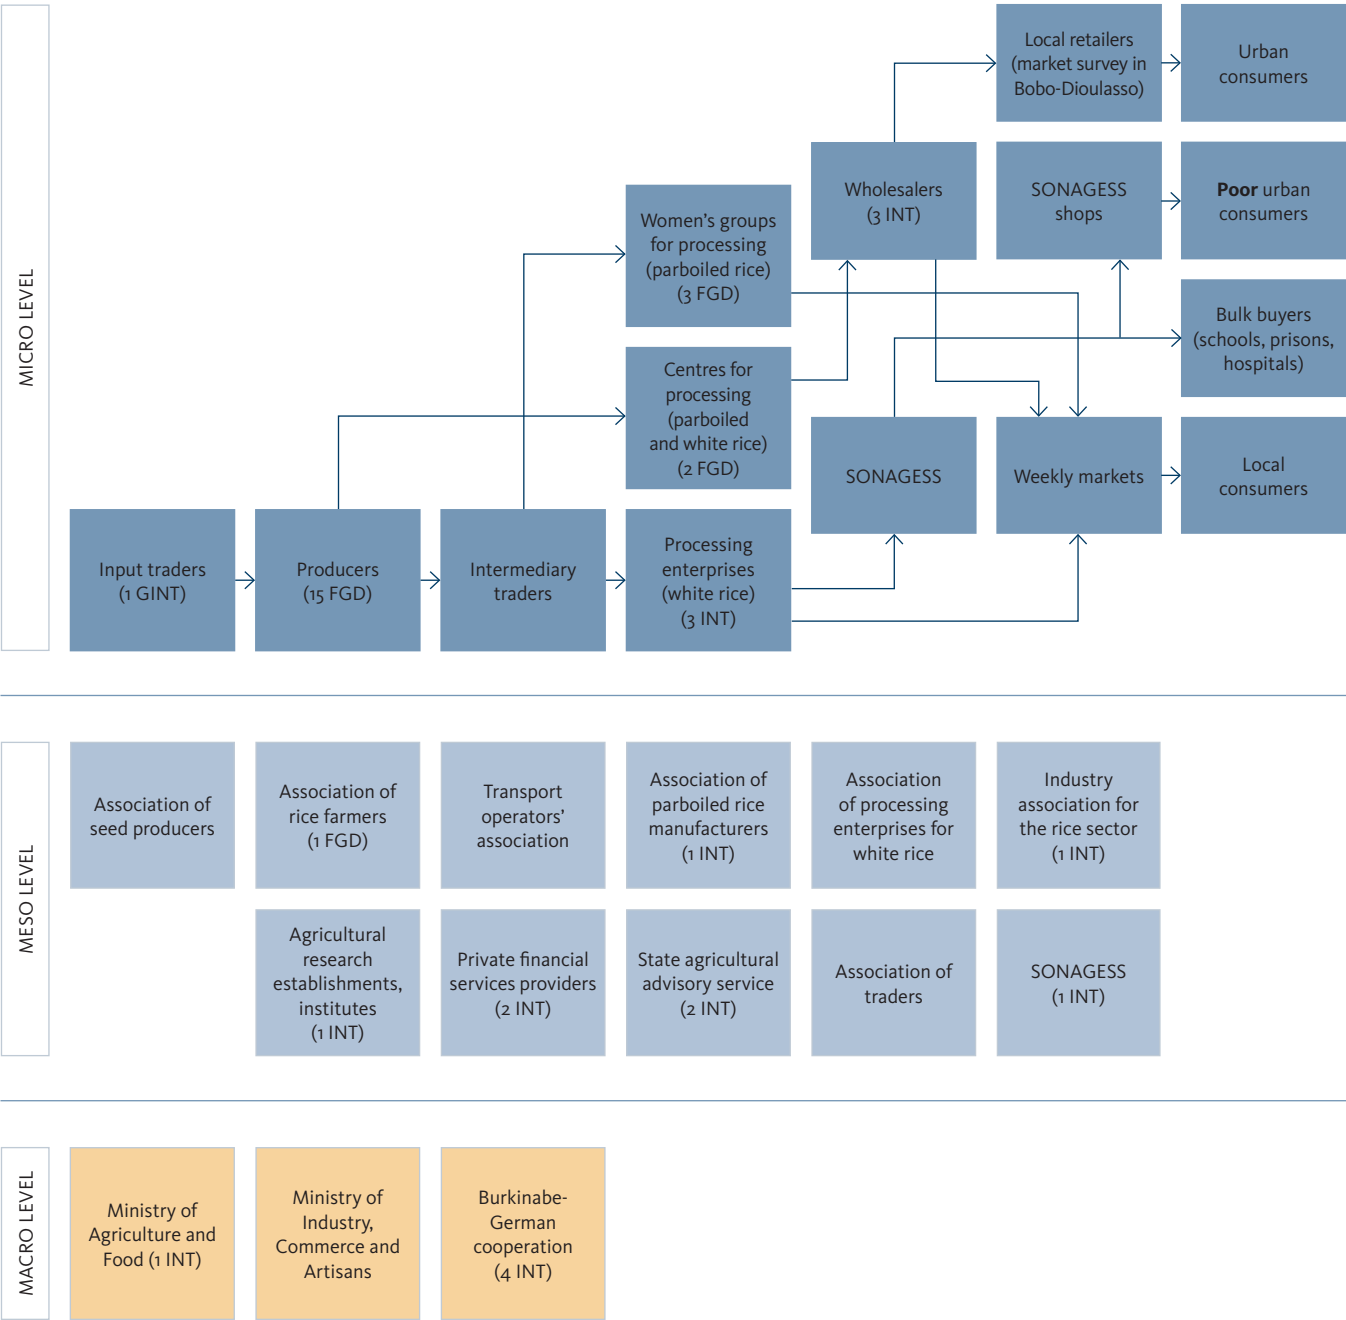 MICRO LEVEL
Local retailers
(market survey in
Bobo-Dioulasso)
Urban
consumers
Wholesalers
(3 INT)
SONAGESS
shops
Poor urban
consumers
Women's groups
for processing
(parboiled rice)
(3 FGD)
Bulk buyers
(schools, prisons,
hospitals)
Centres for
processing
(parboiled
and white rice)
(2 FGD)
SONAGESS
Weekly markets
Local
consumers
Input traders
(1 GINT)
Producers
(15 FGD)
Intermediary
traders
Processing
enterprises
(white rice)
(3 INT)
MESO LEVEL
Association of
seed producers
Association of
rice farmers
(1 FGD)
Transport
operators'
association
Association of
parboiled rice
manufacturers
(1 INT)
Association
of processing
enterprises for
white rice
Industry
association for
the rice sector
(1 INT)
Agricultural
research
establishments,
institutes
(1 INT)
Private financial
services providers
(2 INT)
State agricultural
advisory service
(2 INT)
Association of
traders
SONAGESS
(1 INT)
MACRO LEVEL
Ministry of
Agriculture and
Food (1 INT)
Ministry of
Industry,
Commerce and
Artisans
Burkinabe-
German
cooperation
(4 INT)